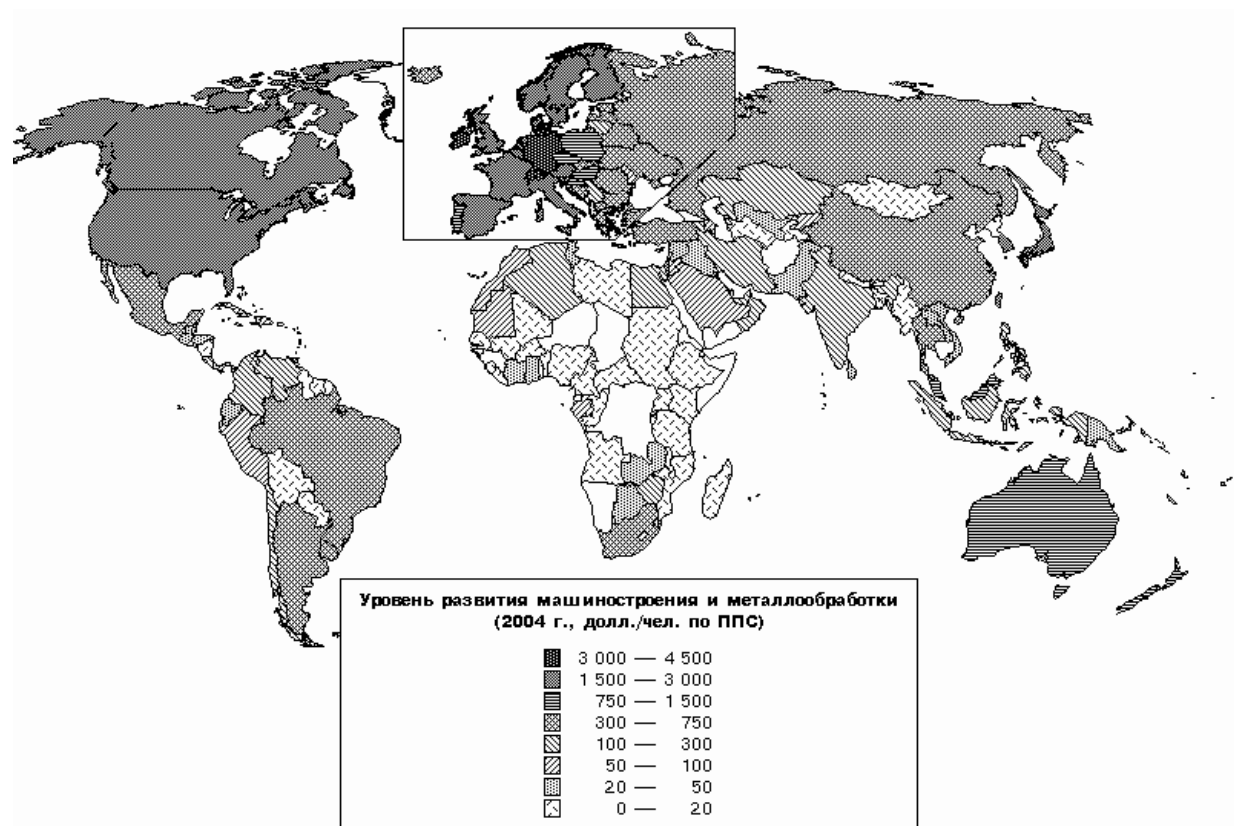 Уровень развития машиностроения и металлообработки
(2004 г., долл./чел. по ППС)
3 000 — 4 500
1 500 — 3 000
750 — 1 500
300 — 750
100 — 300
50 — 100
20 — 50
0 — 20